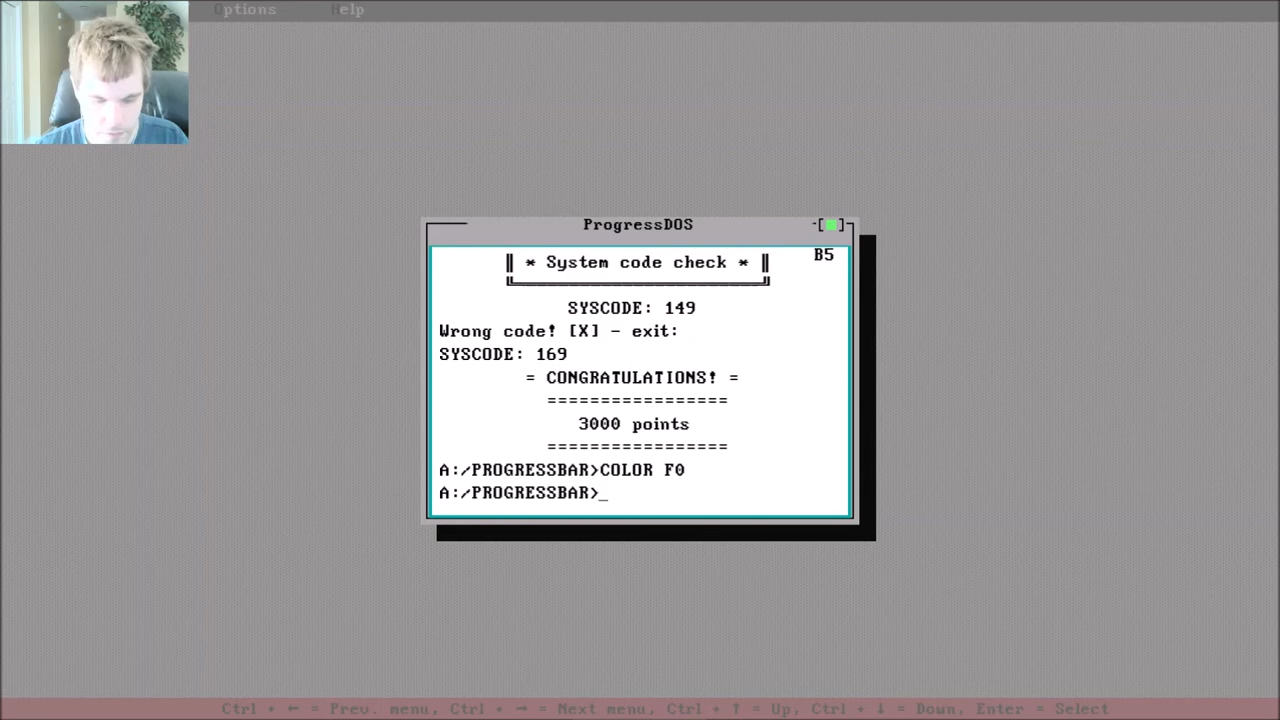 Options Help
ProgressDOS
B5
* System code check *
SYSCODE: 149
Wrong code! [X] - exit:
SYSCODE: 169
= CONGRATULATIONS! =
=================
3000 points
=================
A:/PROGRESSBAR>COLOR F0
A:/PROGRESSBAR>_
Ctrl + ← = Prev. menu, Ctrl + → = Next menu, Ctrl + ↑ = Up, Ctrl + ↓ = Down, Enter = Select